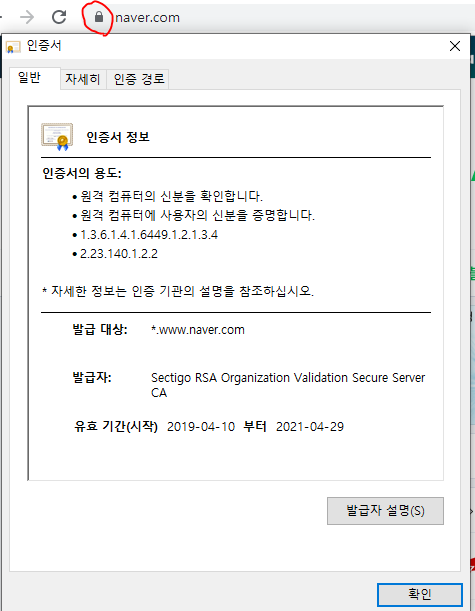 naver.com
인증서
일반 자세히 인증 경로
인증서 정보
인증서의 용도:
• 원격 컴퓨터의 신분을 확인합니다.
• 원격 컴퓨터에 사용자의 신분을 증명합니다.
• 1.3.6.1.4.1.6449.1.2.1.3.4
• 2.23.140.1.2.2
* 자세한 정보는 인증 기관의 설명을 참조하십시오.
발급 대상: *.www.naver.com
발급자: Sectigo RSA Organization Validation Secure Server
CA
유효 기간(시작) 2019-04-10 부터 2021-04-29
발급자 설명(S)
확인